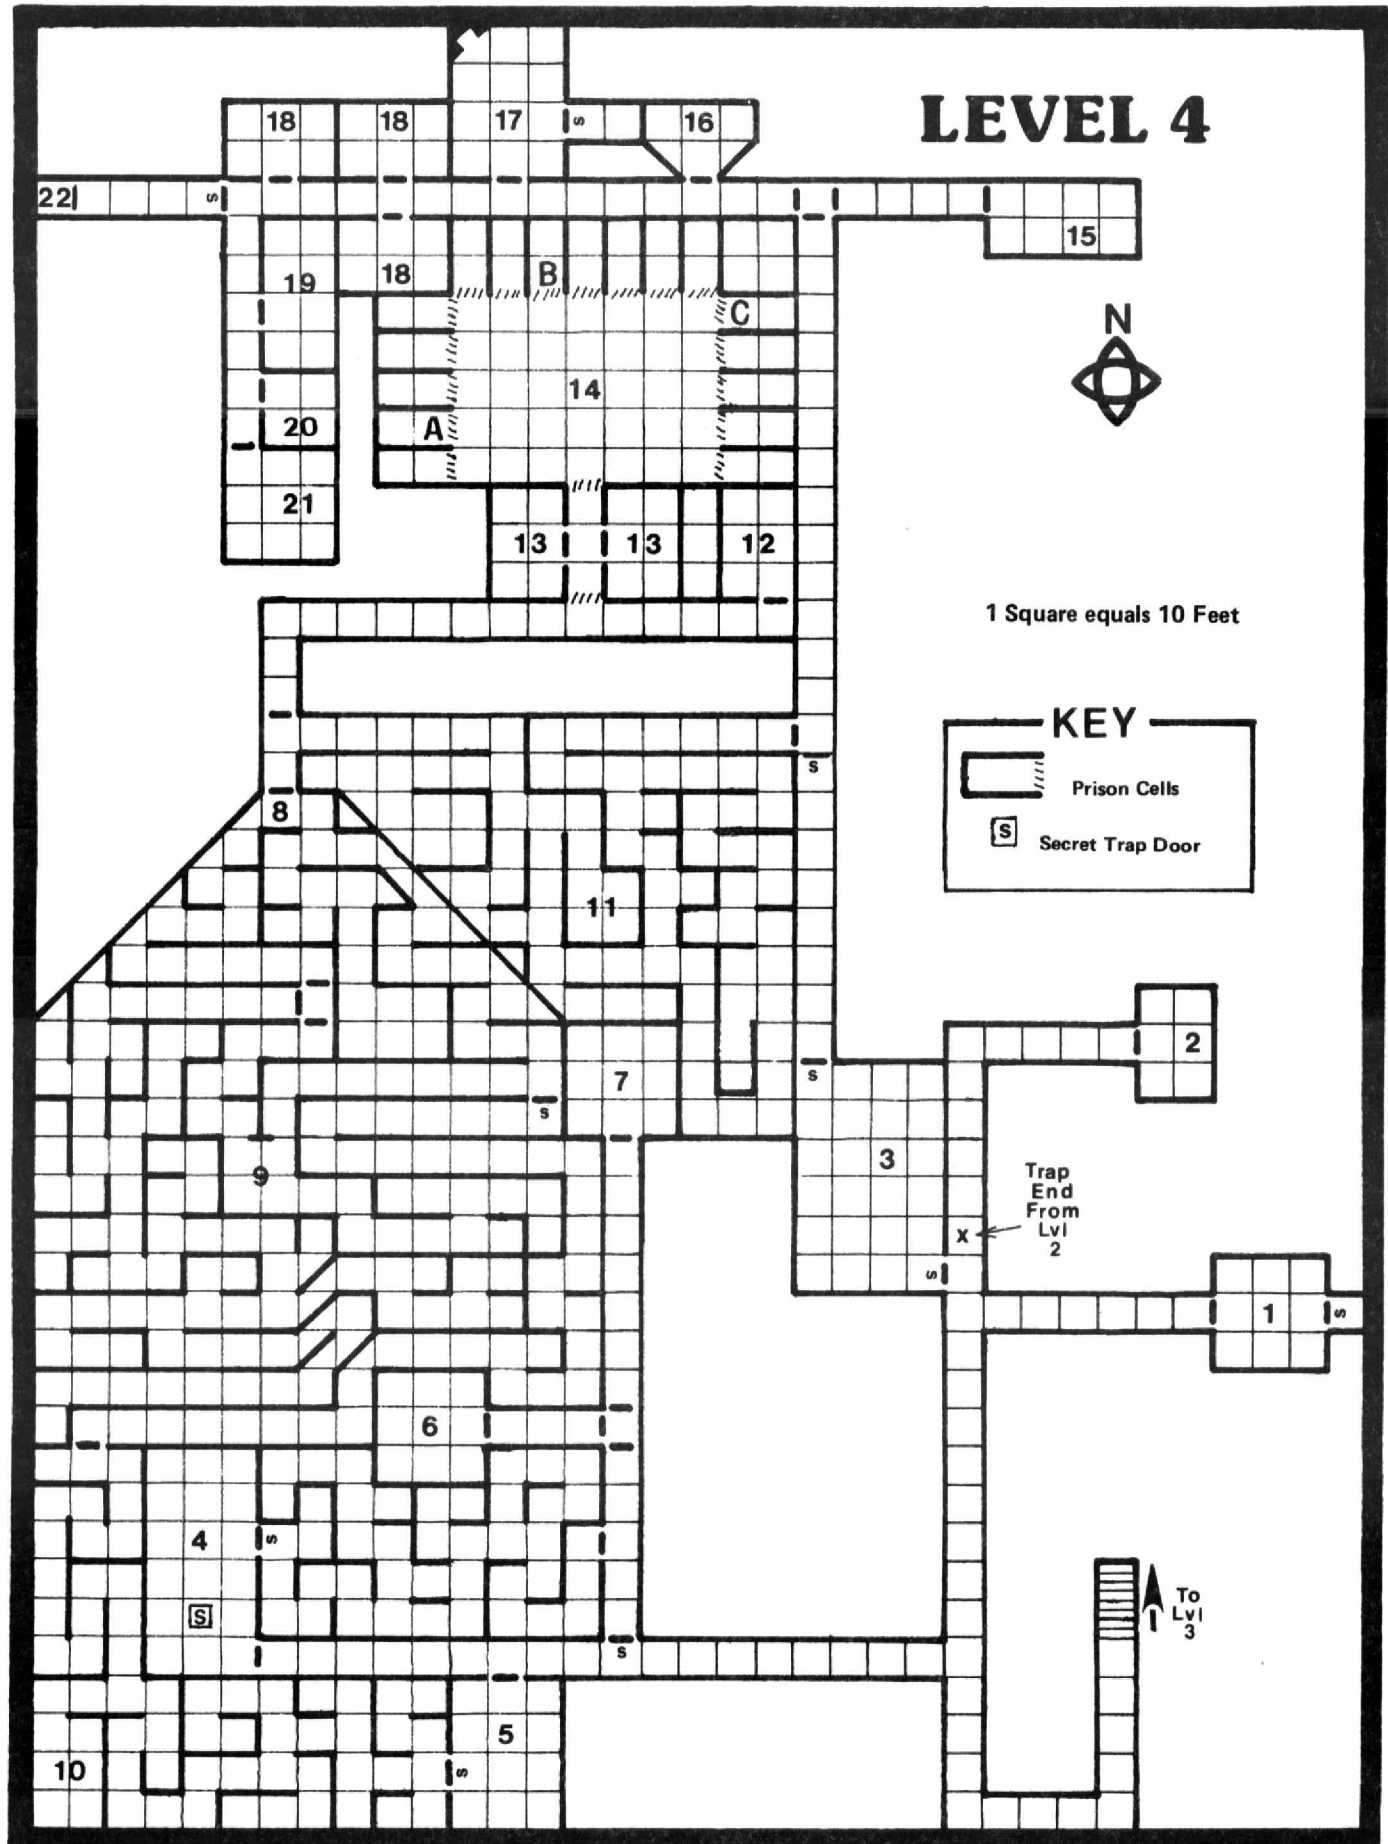 LEVEL 4
18
18
17
s
16
22
s
15
19
18
B
C
N
14
A
20
21
13
13
12
1 Square equals 10 Feet
KEY
Prison Cells
S
Secret Trap Door
s
8
11
2
7
s
s
3
9
Trap
End
From
Lvl
2
X
s
1
s
6
4
s
S
To
Lvl
3
s
5
10
s